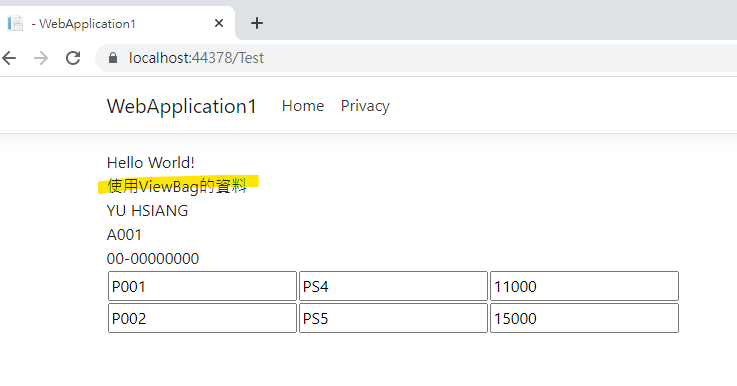 - WebApplication1
localhost:44378/Test
WebApplication1 Home Privacy
Hello World!
使用ViewBag的資料
YU HSIANG
A001
00-00000000
P001 PS4 11000
P002 PS5 15000